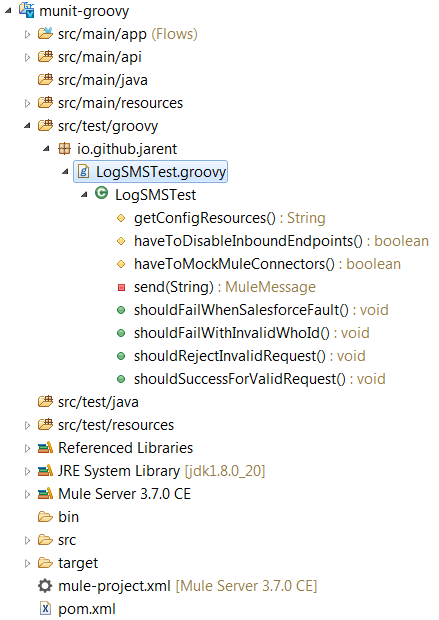 munit-groovy
src/main/app (Flows)
src/main/api
src/main/java
src/main/resources
src/test/groovy
io.github.jarent
LogSMSTest.groovy
LogSMSTest
getConfigResources() : String
haveToDisableInboundEndpoints() : boolean
haveToMockMuleConnectors() : boolean
send(String) : MuleMessage
shouldFailWhenSalesforceFault() : void
shouldFailWithInvalidWhoId() : void
shouldRejectInvalidRequest() : void
shouldSuccessForValidRequest() : void
src/test/java
src/test/resources
Referenced Libraries
JRE System Library [jdk1.8.0_20]
Mule Server 3.7.0 CE
bin
src
target
mule-project.xml [Mule Server 3.7.0 CE]
pom.xml